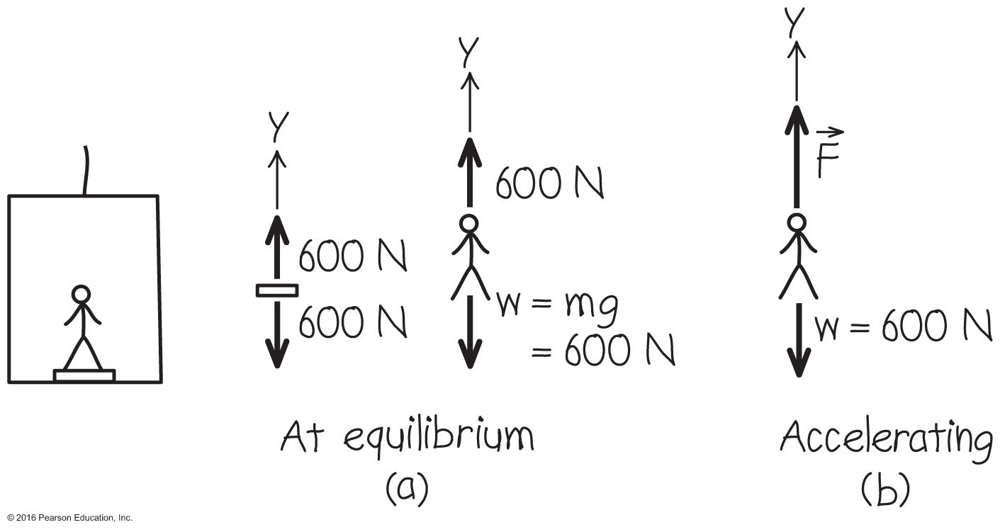 Y
600 N
600 N
Y
600 N
w = mg
= 600 N
At equilibrium
(a)
Y
F⃗
w = 600 N
Accelerating
(b)
© 2016 Pearson Education, Inc.